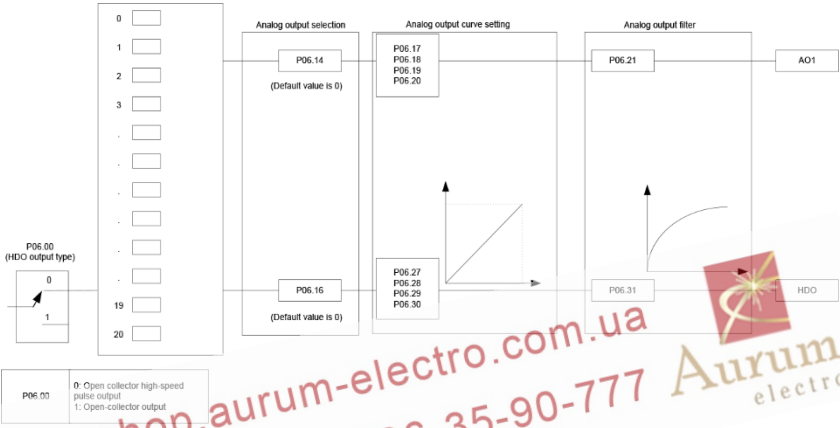 0
Analog output selection
Analog output curve setting
Analog output filter
1
P06.14
P06.17
P06.18
P06.19
P06.20
P06.21
AO1
2
(Default value is 0)
3
.
.
.
.
.
.
P06.00
(HDO output type)
0
1
P06.16
P06.27
P06.28
P06.29
P06.30
P06.31
HDO
19
(Default value is 0)
20
P06.00
0: Open collector high-speed
pulse output
1: Open-collector output
aurum-electro.com.ua
35-90-777
Aurum
electro